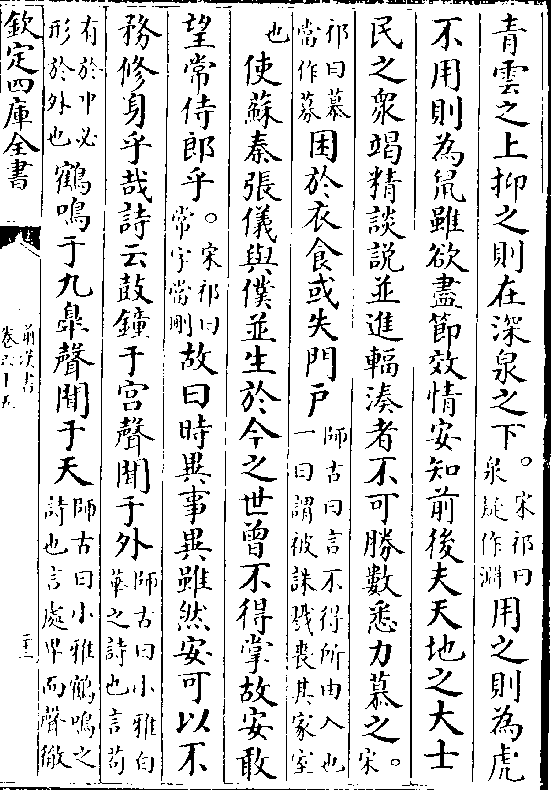 青雲之上抑之則在深泉之下。宋祁曰泉疑作淵用之則為虎
不用則為鼠雖欲盡節效情安知前後夫天地之大士
民之衆竭精談說並進輻湊者不可勝數悉力慕之。宋
祁曰慕當作募困於衣食或失門戶師古曰言不得所由入也一曰謂被誅戮喪其家室
也使蘇秦張儀與僕並生於今之世曾不得掌故安敢
望常侍郎乎。宋祁曰常字當刪故曰時異事異雖然安可以不
務修身乎哉詩云鼓鐘于宮聲聞于外師古曰小雅白華之詩也言苟
有於中必形於外也鶴鳴于九臯聲聞于天師古曰小雅鶴鳴之詩也言處卑而聲徹
欽定四庫全書
前漢書
卷六十五